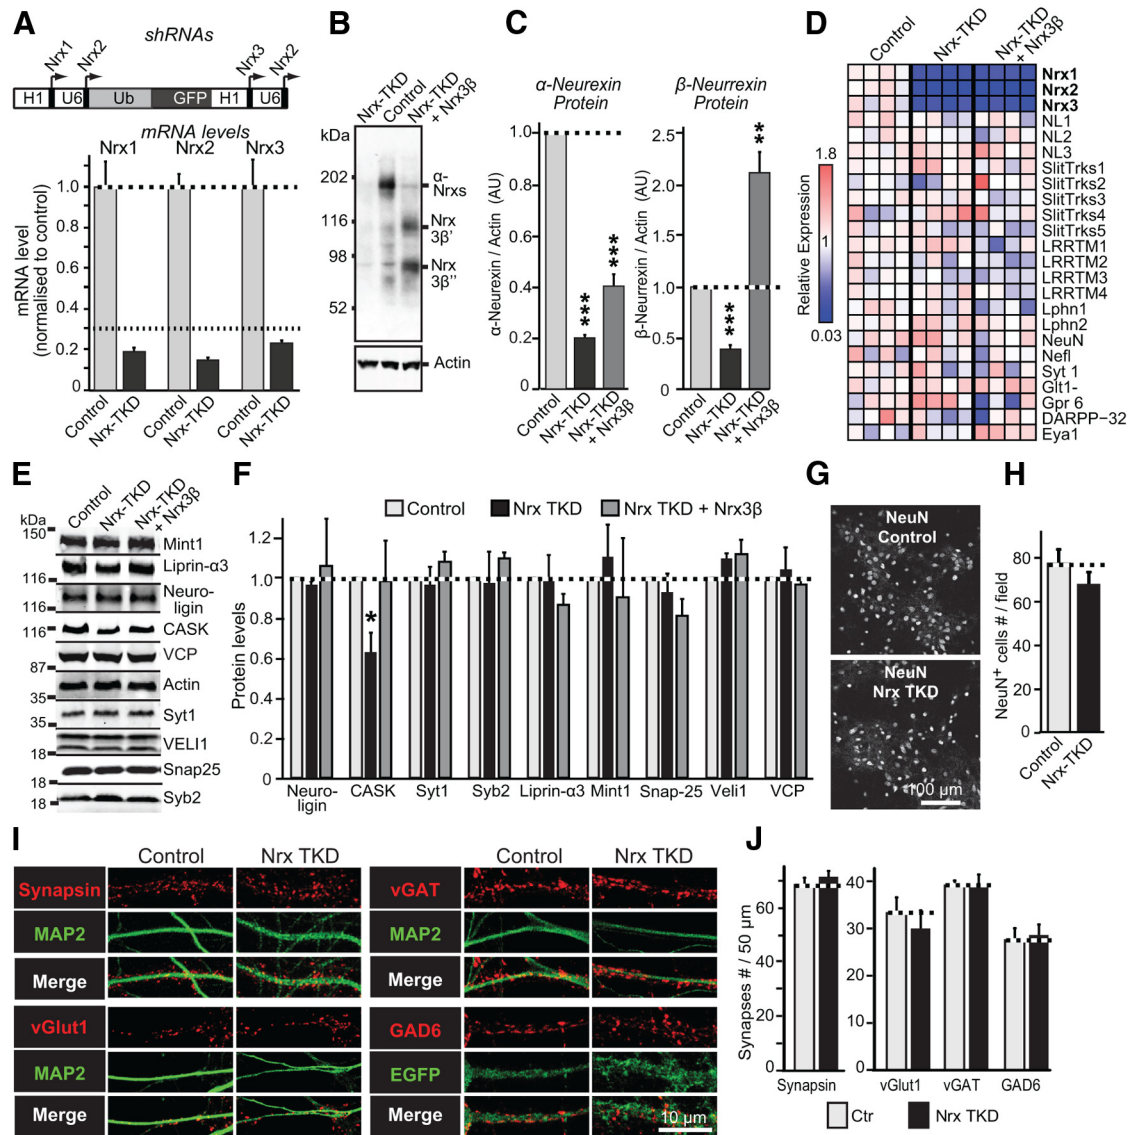 A
shRNAs
Nrx1
Nrx2
Nrx3
Nrx2
H1
U6
Ub
GFP
H1
U6
mRNA levels
Nrx1
Nrx2
Nrx3
mRNA level
(normalised to control)
1.0
0.8
0.6
0.4
0.2
0
Control
Nrx-TKD
Control
Nrx-TKD
Control
Nrx-TKD
B
Nrx-TKD
Control
Nrx-TKD
+ Nrx3β
kDa
202
116
98
52
α-
Nrxs
Nrx
3β'
Nrx
3β''
Actin
C
α-Neurexin
Protein
α-Neurexin / Actin (AU)
1.0
0.8
0.6
0.4
0.2
0
***
***
Control
Nrx-TKD
Nrx-TKD
+ Nrx3β
β-Neurrexin
Protein
β-Neurrexin / Actin (AU)
2.5
2.0
1.5
1.0
0.5
0
***
**
Control
Nrx-TKD
Nrx-TKD
+ Nrx3β
D
Control
Nrx-TKD
Nrx-TKD
+ Nrx3β
1.8
1
0.03
Relative Expression
Nrx1
Nrx2
Nrx3
NL1
NL2
NL3
SlitTrks1
SlitTrks2
SlitTrks3
SlitTrks4
SlitTrks5
LRRTM1
LRRTM2
LRRTM3
LRRTM4
Lphn1
Lphn2
NeuN
Nefl
Syt 1
Glt1-
Gpr 6
DARPP-32
Eya1
E
Control
Nrx-TKD
Nrx-TKD
+ Nrx3β
kDa
150
116
116
116
87
35
35
18
18
18
Mint1
Liprin-α3
Neuro-
ligin
CASK
VCP
Actin
Syt1
VELI1
Snap25
Syb2
F
Control
Nrx TKD
Nrx TKD + Nrx3β
Protein levels
1.2
1.0
0.8
0.6
0.4
0.2
0
*
Neuro-
ligin
CASK
Syt1
Syb2
Liprin-α3
Mint1
Snap-25
Veli1
VCP
G
NeuN
Control
NeuN
Nrx TKD
100 µm
H
NeuN+ cells # / field
80
60
40
20
0
Control
Nrx-TKD
I
Control
Nrx TKD
Control
Nrx TKD
Synapsin
MAP2
Merge
vGlut1
MAP2
Merge
vGAT
MAP2
Merge
GAD6
EGFP
Merge
10 µm
J
Synapses # / 50 µm
60
40
20
0
Synapsin
40
30
20
10
0
vGlut1
vGAT
GAD6
Ctr
Nrx TKD